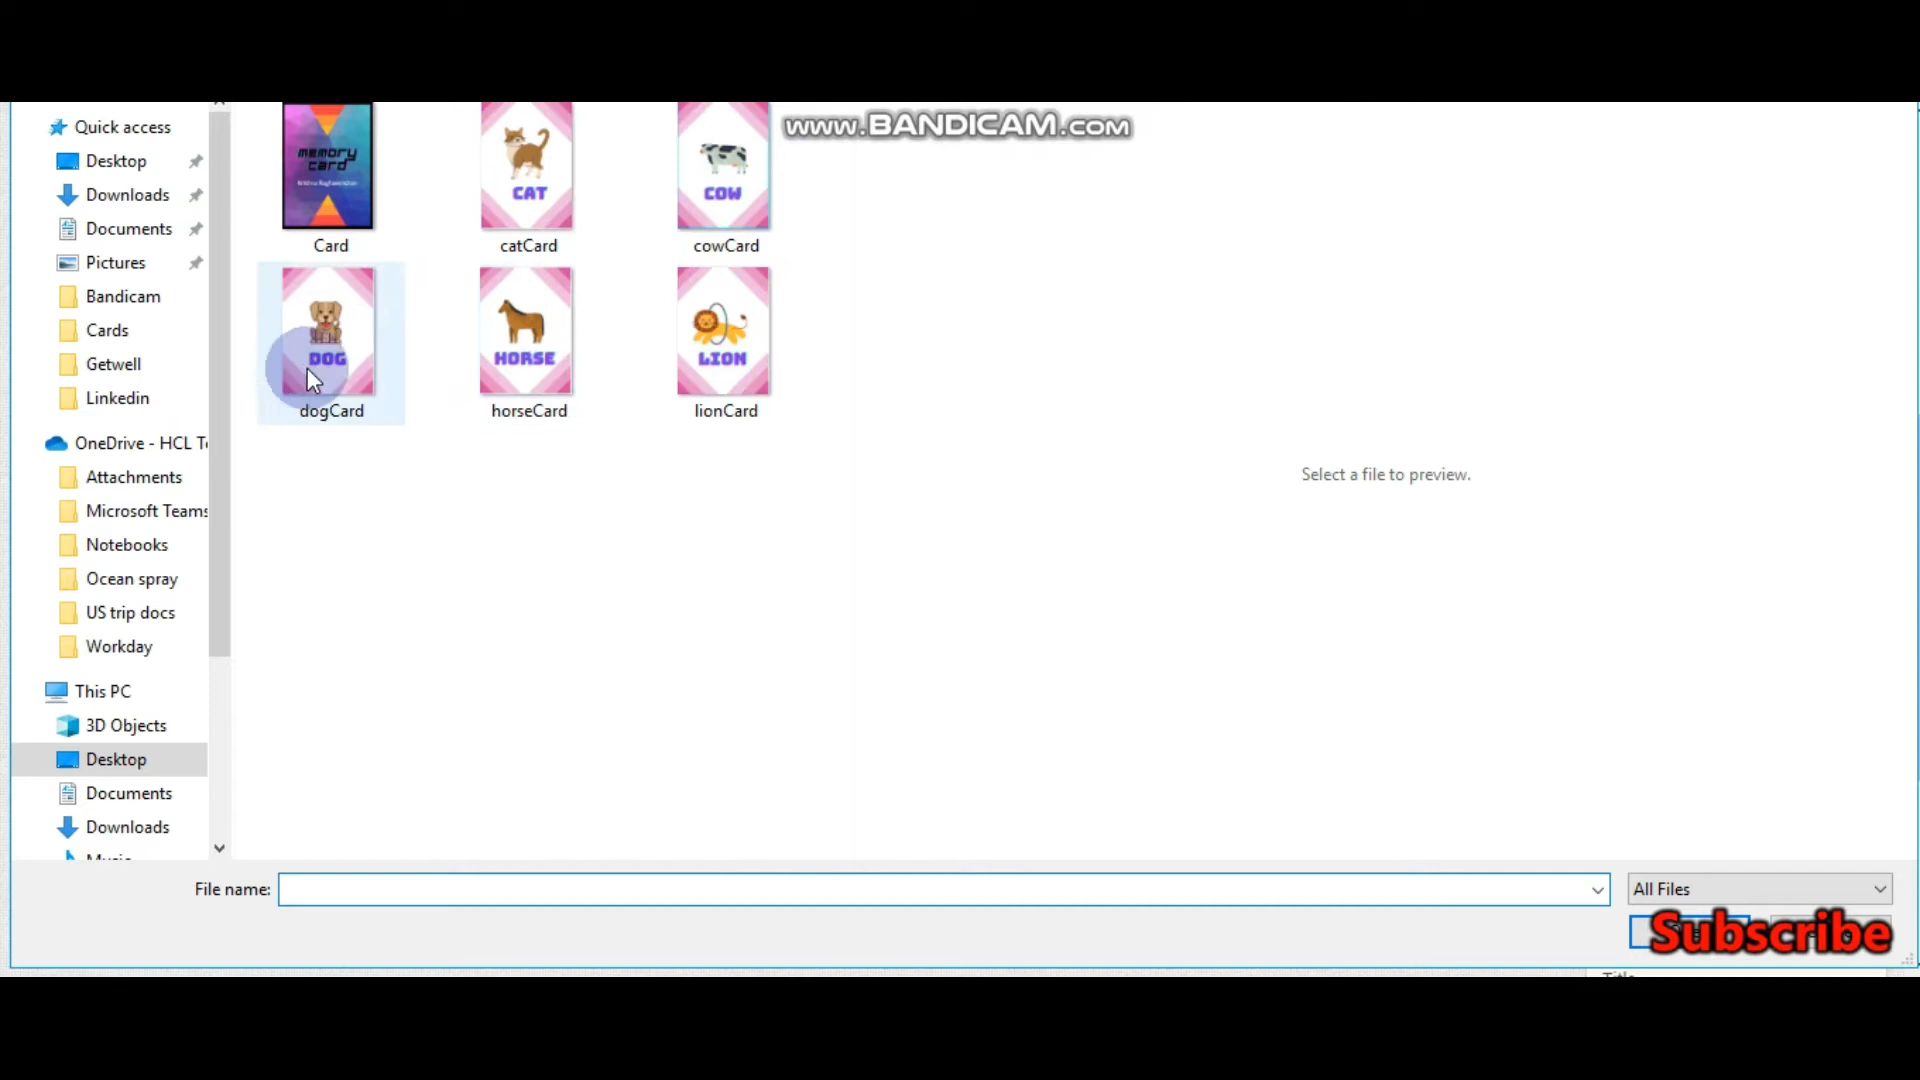 www.BANDICAM.com
Quick access
Desktop
Downloads
Documents
Pictures
Bandicam
Cards
Getwell
Linkedin
OneDrive - HCL T
Attachments
Microsoft Teams
Notebooks
Ocean spray
US trip docs
Workday
This PC
3D Objects
Desktop
Documents
Downloads
Music
memory
card
CAT
COW
Card
catCard
cowCard
DOG
HORSE
LION
dogCard
horseCard
lionCard
Select a file to preview.
File name:
All Files
Subscribe